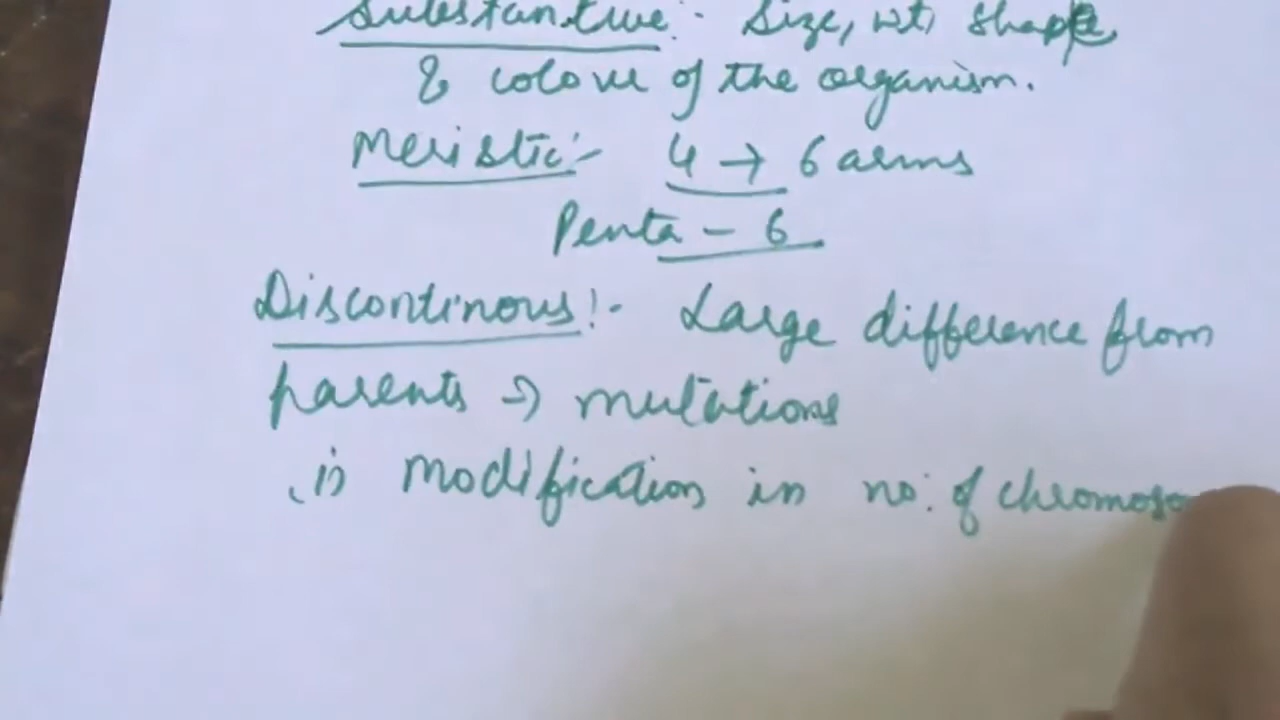 Substantive:- Size, wt, shape
& colour of the organism.
Meristic:- 4 → 6 arms
Penta - 6
Discontinous:- Large difference from
parents → mutations
modification in no. of